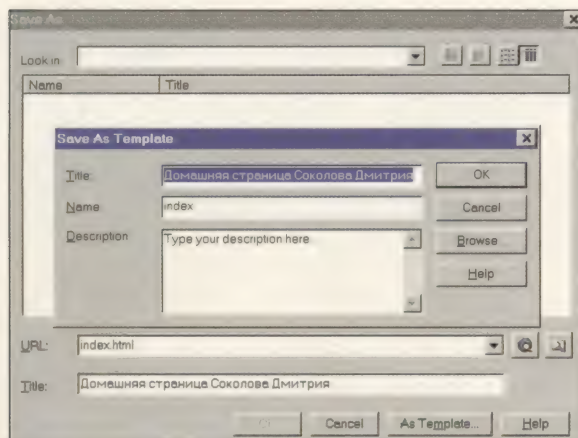 Save As
Look in:
Name Title
Save As Template
Title: Домашняя страница Соколова Дмитрия OK
Name index Cancel
Description Type your description here Browse...
Help
URL: index.html
Title: Домашняя страница Соколова Дмитрия
Cancel As Template... Help